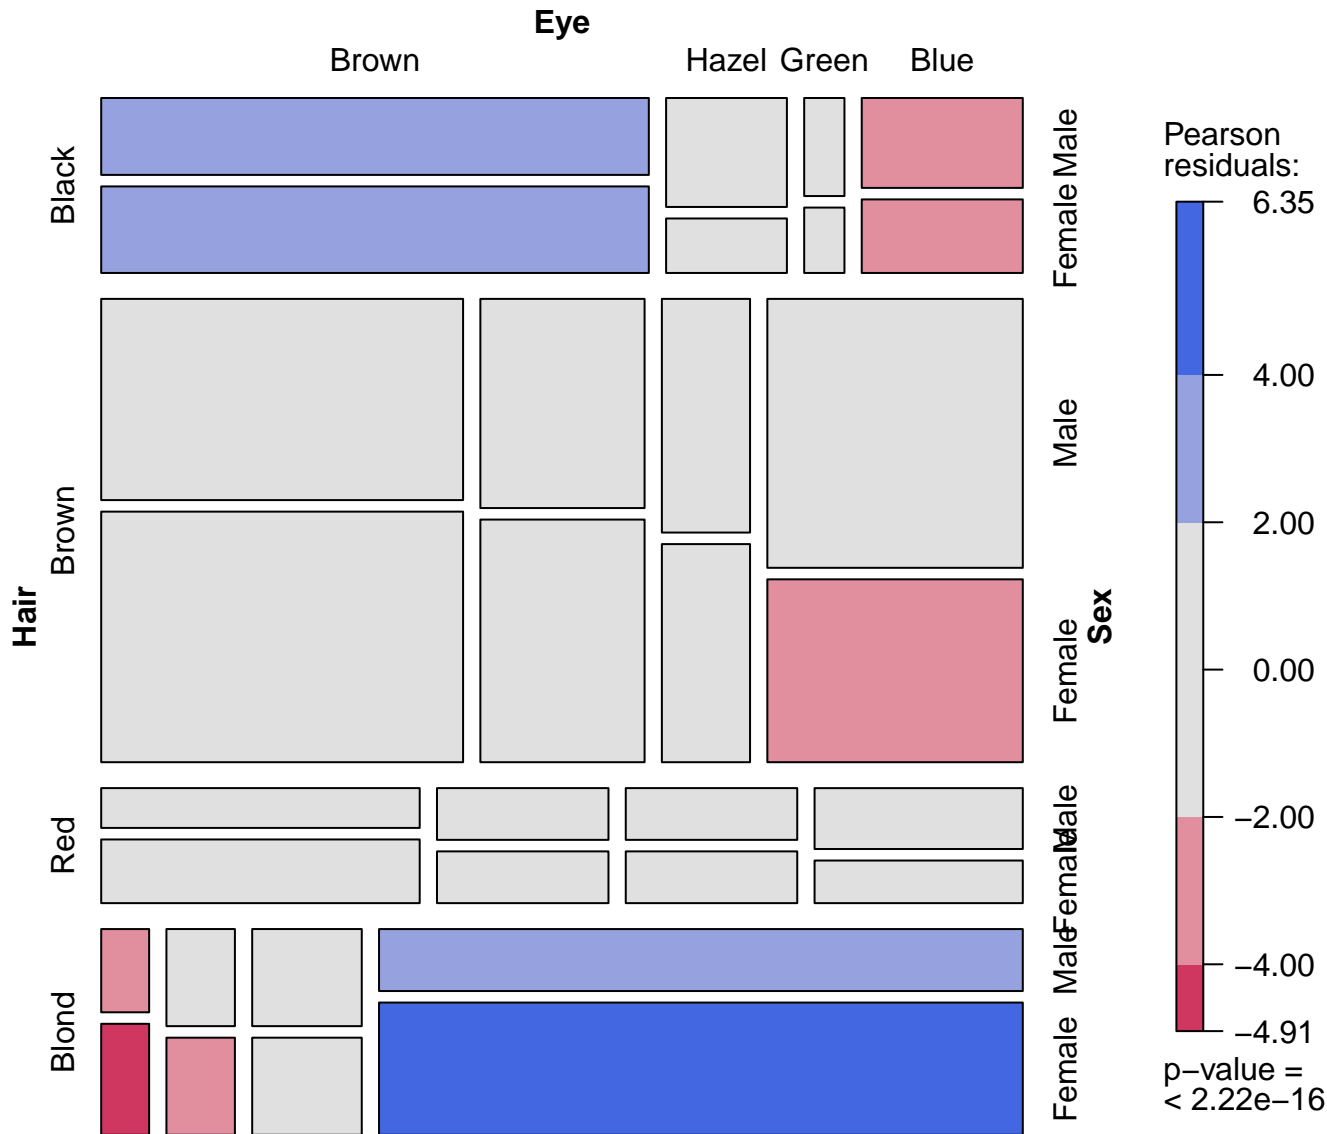 Eye
Brown Hazel Green Blue
Hair
Black
Brown
Red
Blond
Male
Female
Male
Female
Male
Female
Male
Female
Sex
Pearson
residuals:
6.35
4.00
2.00
0.00
−2.00
−4.00
−4.91
p−value =
< 2.22e−16